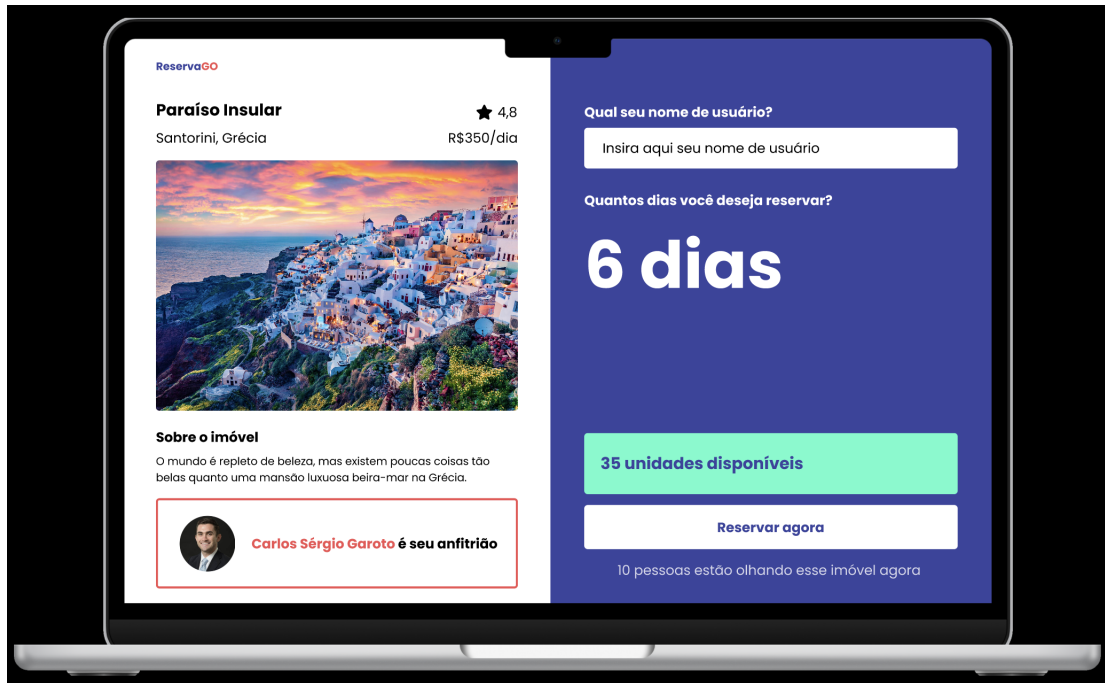 ReservaGO
Paraíso Insular
4,8
Santorini, Grécia
R$350/dia
Sobre o imóvel
O mundo é repleto de beleza, mas existem poucas coisas tão
belas quanto uma mansão luxuosa beira-mar na Grécia.
Carlos Sérgio Garoto é seu anfitrião
Qual seu nome de usuário?
Insira aqui seu nome de usuário
Quantos dias você deseja reservar?
6 dias
35 unidades disponíveis
Reservar agora
10 pessoas estão olhando esse imóvel agora